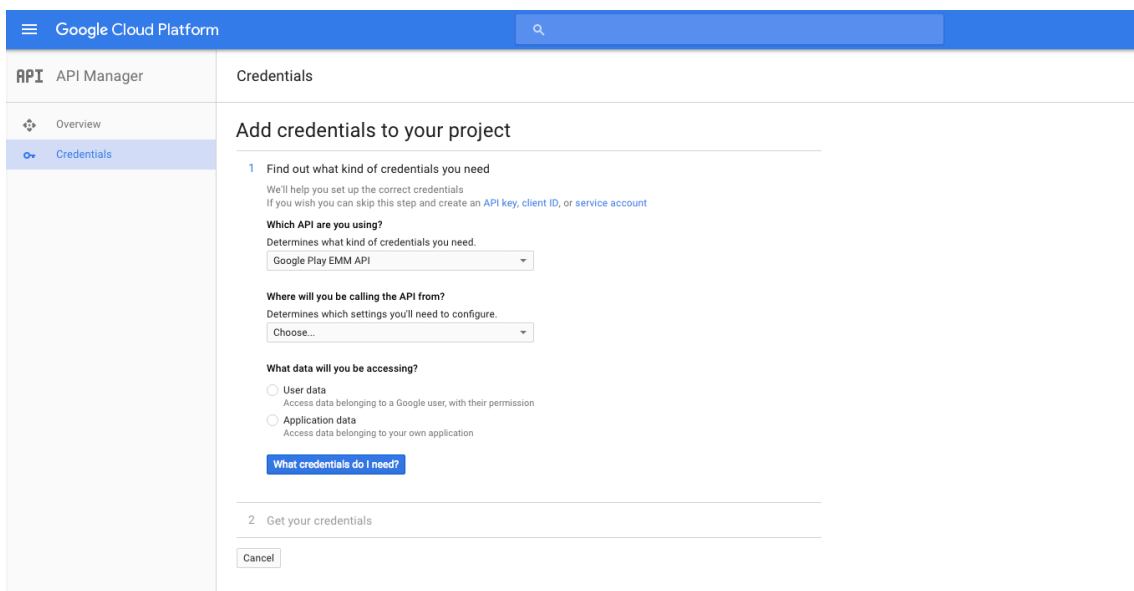 Google Cloud Platform
API API Manager
Credentials
Overview
Credentials
Add credentials to your project
1 Find out what kind of credentials you need
We'll help you set up the correct credentials
If you wish you can skip this step and create an API key, client ID, or service account
Which API are you using?
Determines what kind of credentials you need.
Google Play EMM API
Where will you be calling the API from?
Determines which settings you'll need to configure.
Choose...
What data will you be accessing?
User data
Access data belonging to a Google user, with their permission
Application data
Access data belonging to your own application
What credentials do I need?
2 Get your credentials
Cancel